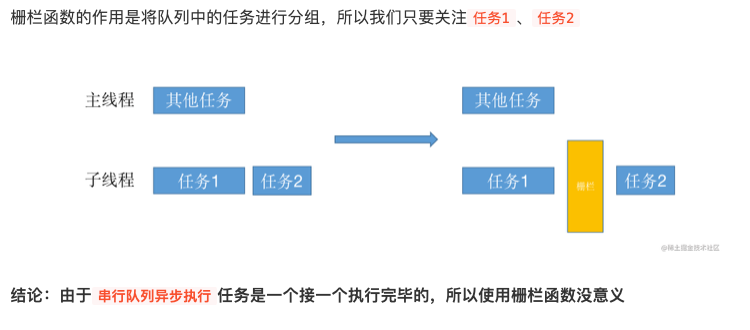 栅栏函数的作用是将队列中的任务进行分组，所以我们只要关注 任务1 、 任务2
主线程 其他任务 其他任务
子线程 任务1 任务2 任务1 栅栏 任务2
@稀土掘金技术社区
结论：由于 串行队列异步执行 任务是一个接一个执行完毕的，所以使用栅栏函数没意义